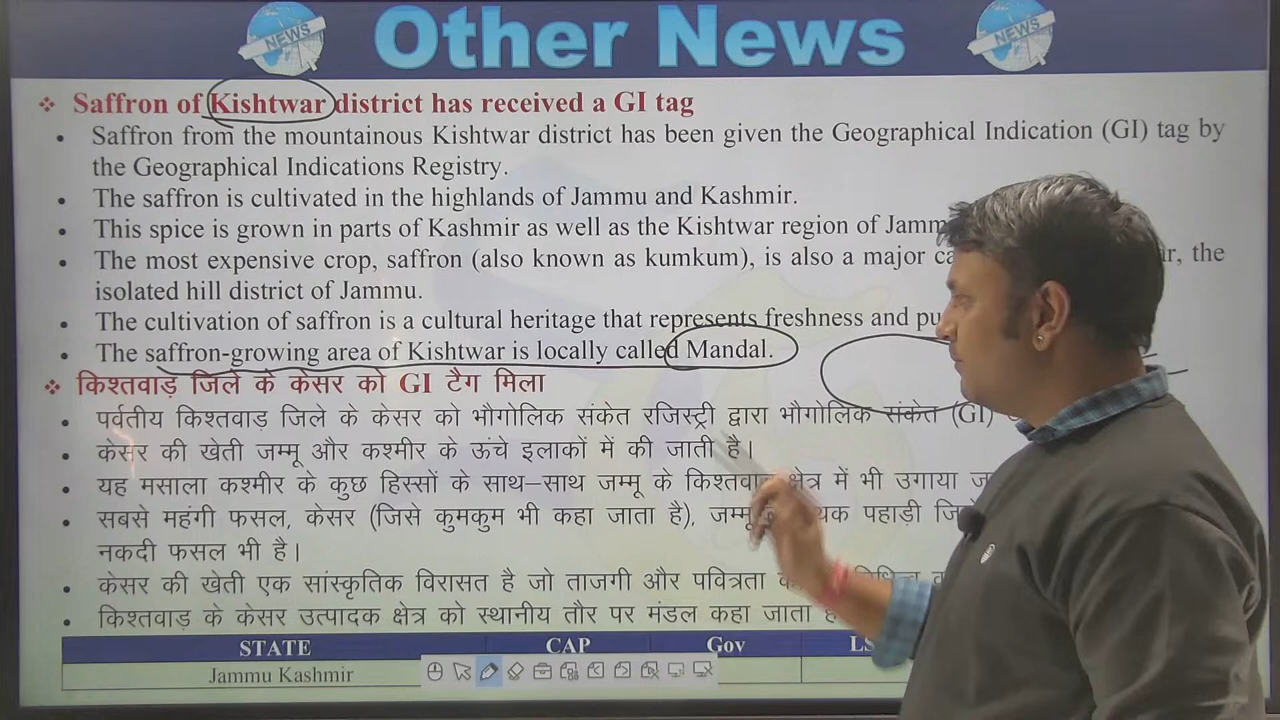 NEWS Other News NEWS
❖ Saffron of Kishtwar district has received a GI tag
• Saffron from the mountainous Kishtwar district has been given the Geographical Indication (GI) tag by
the Geographical Indications Registry.
• The saffron is cultivated in the highlands of Jammu and Kashmir.
• This spice is grown in parts of Kashmir as well as the Kishtwar region of Jamm
• The most expensive crop, saffron (also known as kumkum), is also a major the
isolated hill district of Jammu.
• The cultivation of saffron is a cultural heritage that represents freshness and
• The saffron-growing area of Kishtwar is locally called Mandal.
❖ किश्तवाड़ जिले के केसर को GI टैग मिला
• पर्वतीय किश्तवाड़ जिले के केसर को भौगोलिक संकेत रजिस्ट्री द्वारा भौगोलिक संकेत (GI)
• केसर की खेती जम्मू और कश्मीर के ऊंचे इलाकों में की जाती है।
• यह मसाला कश्मीर के कुछ हिस्सों के साथ–साथ जम्मू के किश्तवाड़ क्षेत्र में भी उगाया
• सबसे महंगी फसल, केसर (जिसे कुमकुम भी कहा जाता है), जम्मू पहाड़ी
नकदी फसल भी है।
• केसर की खेती एक सांस्कृतिक विरासत है जो ताजगी और पवित्रता
• किश्तवाड़ के केसर उत्पादक क्षेत्र को स्थानीय तौर पर मंडल कहा जाता
STATE CAP Gov LS
Jammu Kashmir